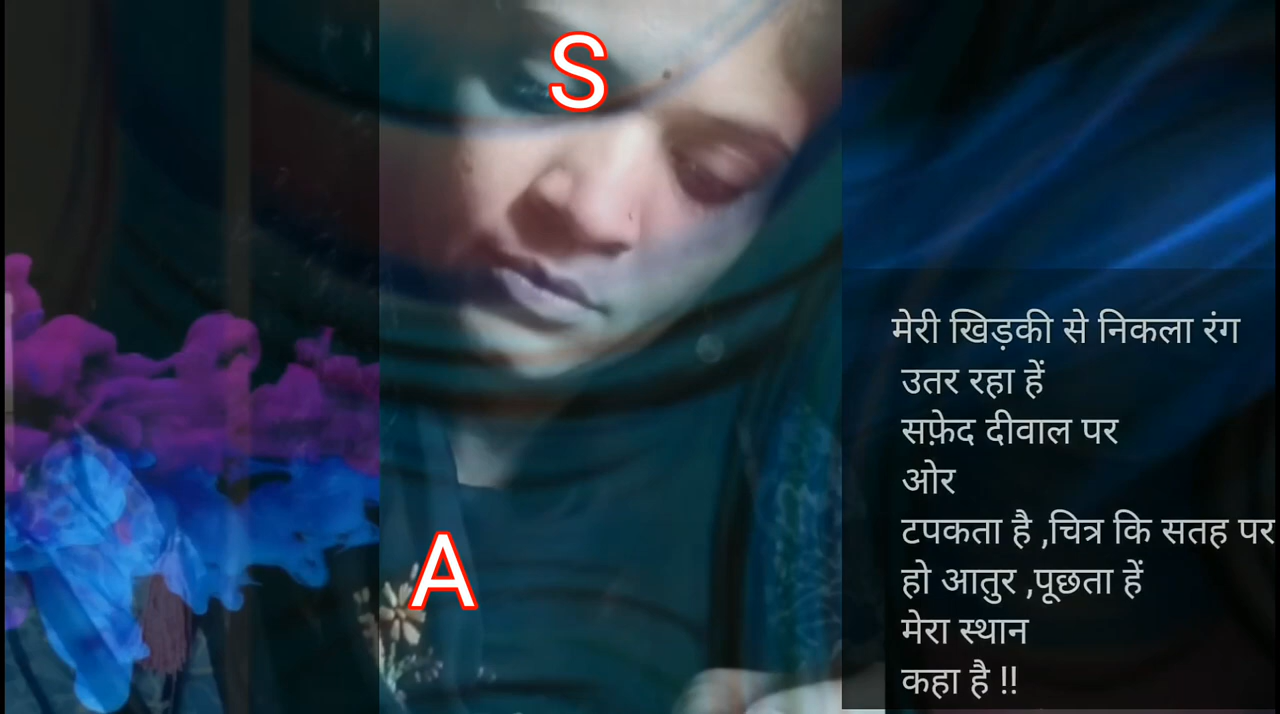 S
A
मेरी खिड़की से निकला रंग
उतर रहा हें
सफ़ेद दीवाल पर
ओर
टपकता है ,चित्र कि सतह पर
हो आतुर ,पूछता हें
मेरा स्थान
कहा है !!